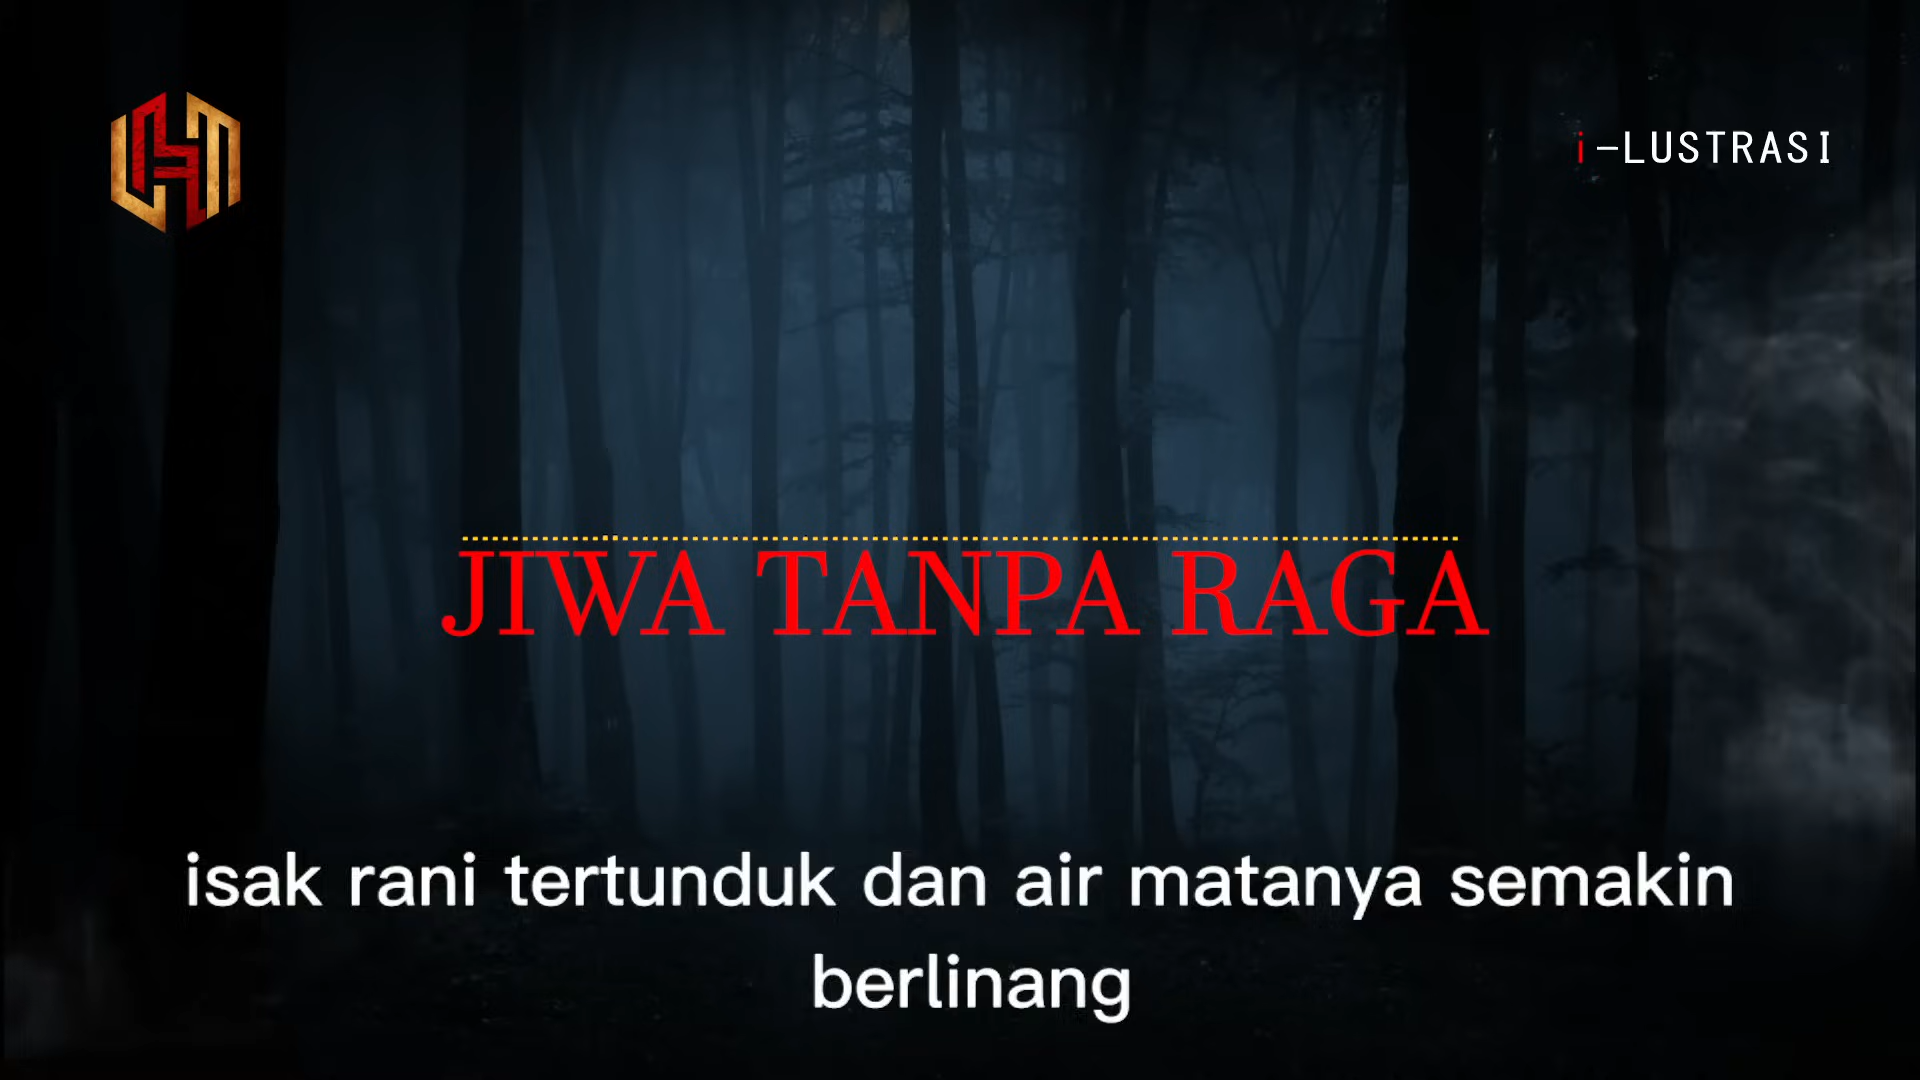 i-LUSTRASI
JIWA TANPA RAGA
isak rani tertunduk dan air matanya semakin
berlinang